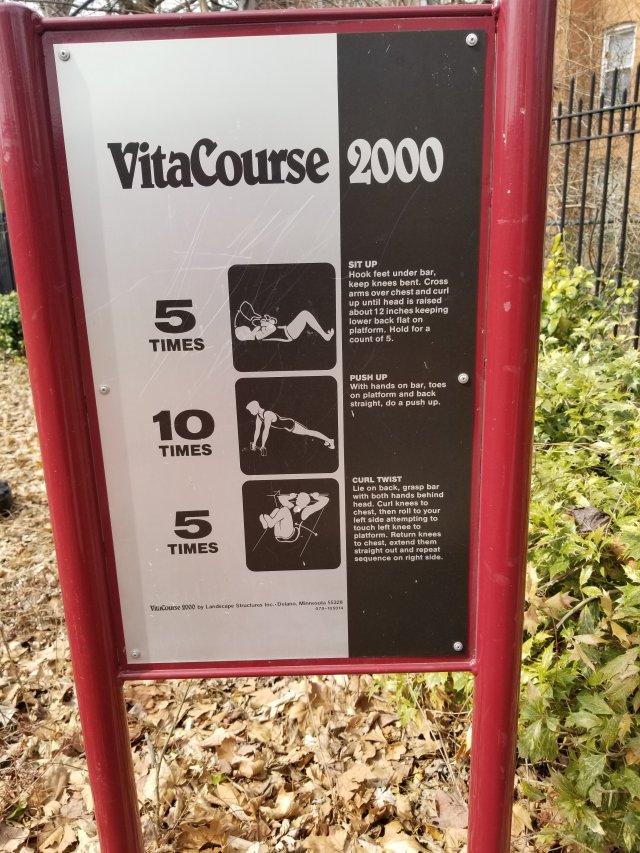 VitaCourse 2000
5
TIMES
SIT UP
Hook feet under bar,
keep knees bent. Cross
arms over chest and curl
up until head is raised
about 12 inches keeping
lower back flat on
platform. Hold for a
count of 5.
10
TIMES
PUSH UP
With hands on bar, toes
on platform and back
straight, do a push up.
5
TIMES
CURL TWIST
Lie on back, grasp bar
with both hands behind
head. Curl knees to
chest, then roll to your
left side attempting to
touch left knee to
platform. Return knees
to chest, extend them
straight out and repeat
sequence on right side.
VitaCourse 2000 by Landscape Structures Inc. · Delano, Minnesota 55328